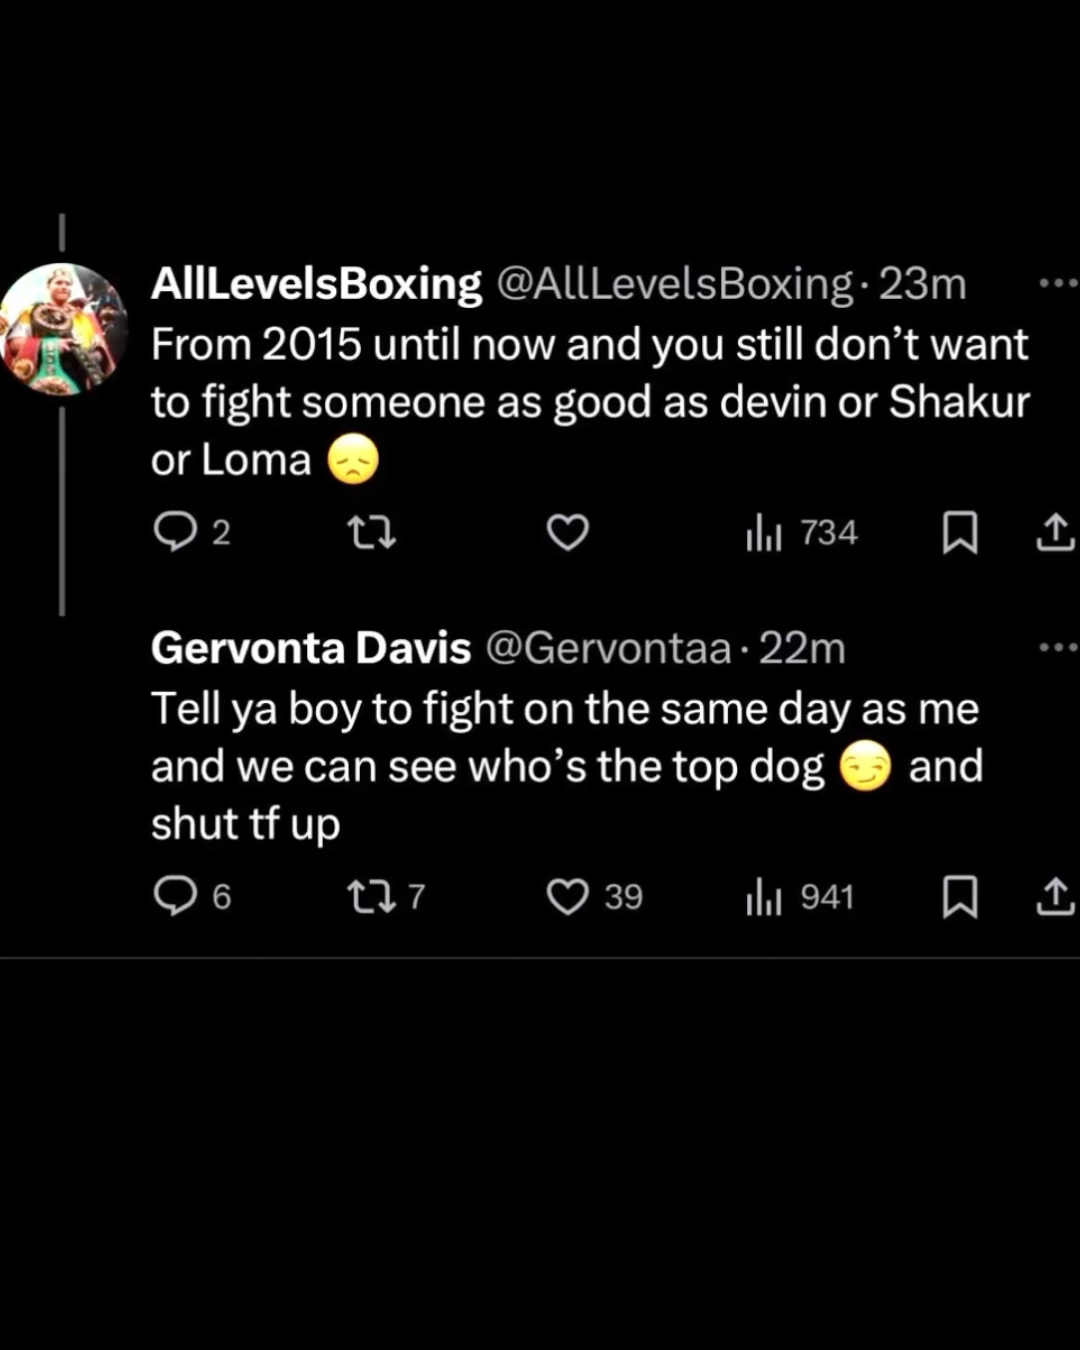 AllLevelsBoxing @AllLevelsBoxing · 23m
From 2015 until now and you still don’t want
to fight someone as good as devin or Shakur
or Loma 😞
2 734
Gervonta Davis @Gervontaa · 22m
Tell ya boy to fight on the same day as me
and we can see who’s the top dog 😏 and
shut tf up
6 7 39 941